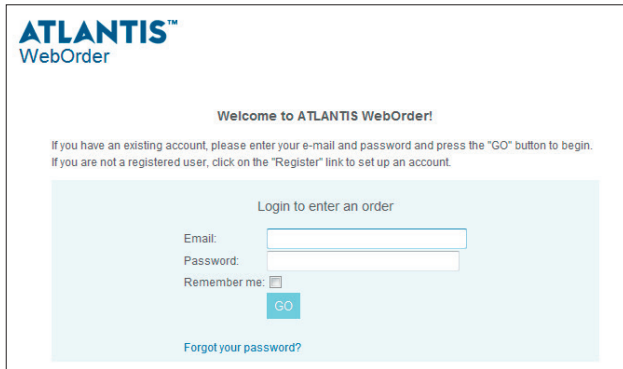 ATLANTIS™
WebOrder
Welcome to ATLANTIS WebOrder!
If you have an existing account, please enter your e-mail and password and press the "GO" button to begin.
If you are not a registered user, click on the "Register" link to set up an account.
Login to enter an order
Email:
Password:
Remember me:
GO
Forgot your password?